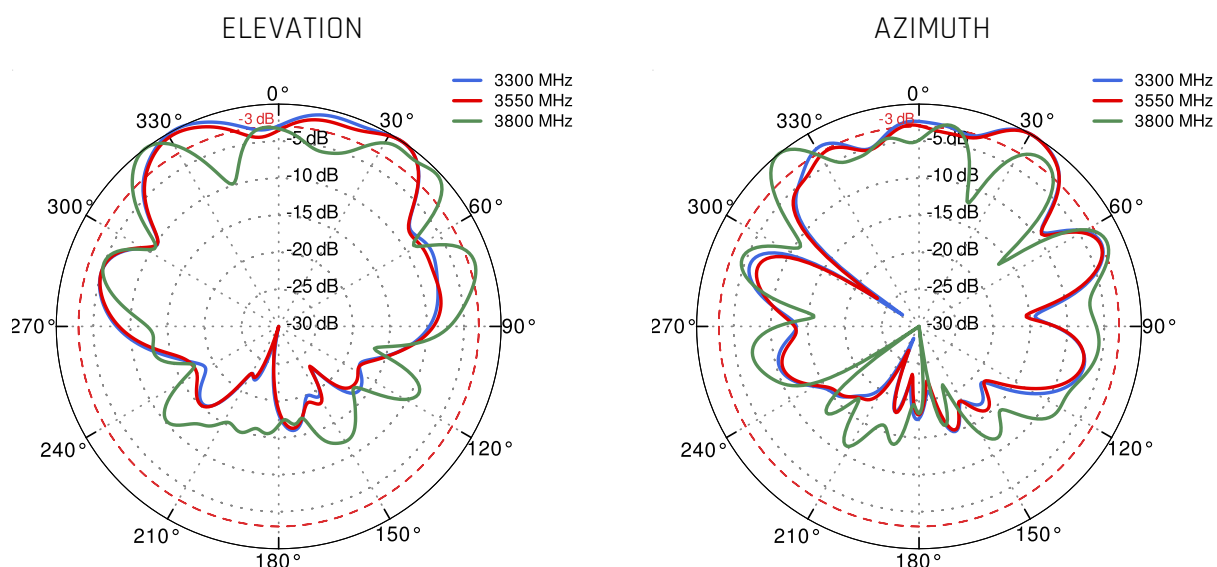 ELEVATION
3300 MHz
3550 MHz
3800 MHz
0°
-3 dB
330°
30°
-5 dB
-10 dB
300°
60°
-15 dB
-20 dB
-25 dB
270°
-30 dB
90°
240°
120°
210°
150°
180°
AZIMUTH
3300 MHz
3550 MHz
3800 MHz
0°
-3 dB
330°
30°
-5 dB
-10 dB
300°
60°
-15 dB
-20 dB
-25 dB
270°
-30 dB
90°
240°
120°
210°
150°
180°